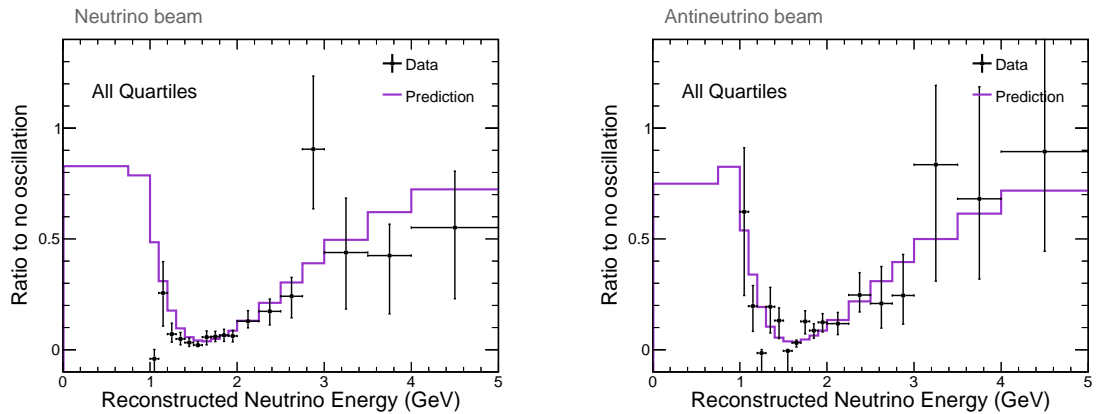 Neutrino beam
Ratio to no oscillation
1
0.5
0
All Quartiles
Data
Prediction
0 1 2 3 4 5
Reconstructed Neutrino Energy (GeV)
Antineutrino beam
Ratio to no oscillation
1
0.5
0
All Quartiles
Data
Prediction
0 1 2 3 4 5
Reconstructed Neutrino Energy (GeV)